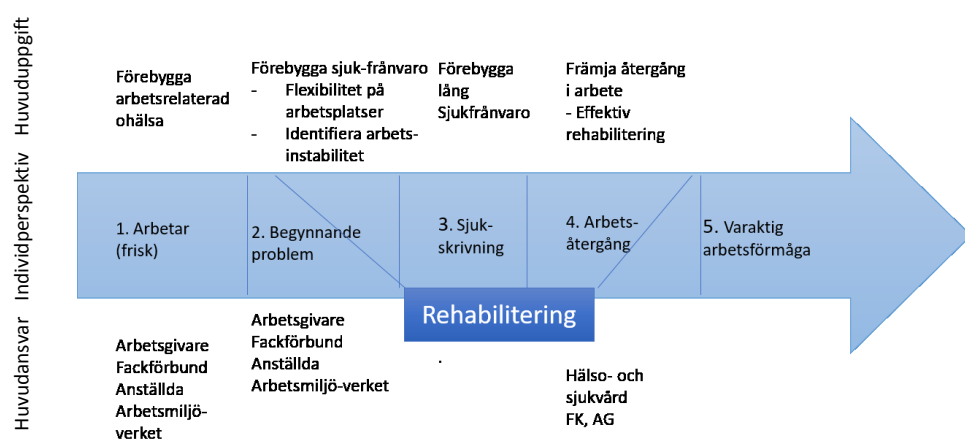 Huvuduppgift
Förebygga
arbetsrelaterad
ohälsa
Förebygga sjuk-frånvaro
- Flexibilitet på
arbetsplatser
- Identifiera arbets-
instabilitet
Förebygga
lång
Sjukfrånvaro
Främja återgång
i arbete
- Effektiv
rehabilitering
Individperspektiv
1. Arbetar
(frisk)
2. Begynnande
problem
3. Sjuk-
skrivning
4. Arbets-
återgång
5. Varaktig
arbetsförmåga
Rehabilitering
Huvudansvar
Arbetsgivare
Fackförbund
Anställda
Arbetsmiljö-
verket
Arbetsgivare
Fackförbund
Anställda
Arbetsmiljö-verket
.
Hälso- och
sjukvård
FK, AG